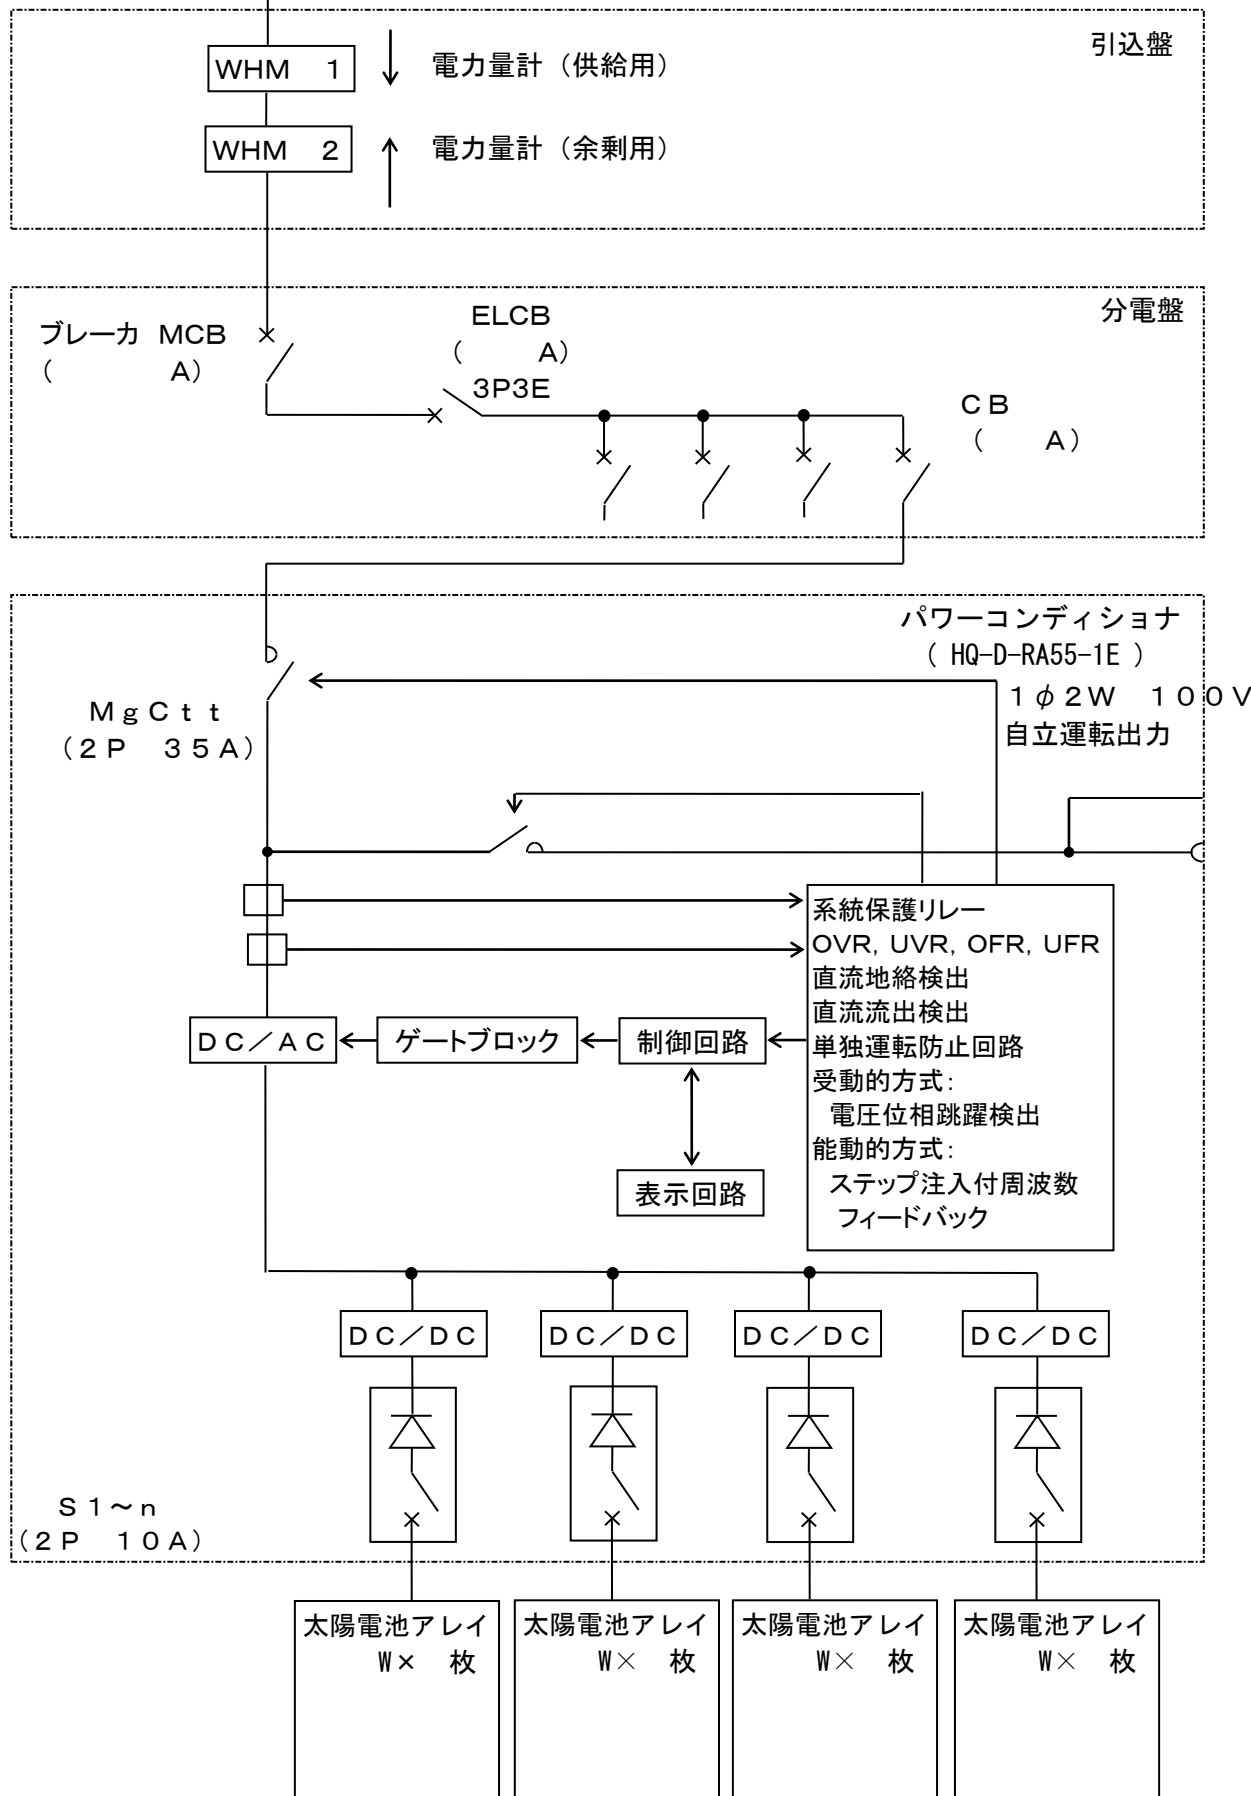 引込盤
WHM　1
電力量計（供給用）
WHM　2
電力量計（余剰用）
分電盤
ブレーカ　MCB
（　　　　A）
ELCB
（　　　A）
3P3E
ＣＢ
（　　A）
パワーコンディショナ
（ HQ-D-RA55-1E ）
１φ２Ｗ　１００Ｖ
自立運転出力
ＭｇＣｔｔ
（２Ｐ　３５Ａ）
系統保護リレー
OVR, UVR, OFR, UFR
直流地絡検出
直流流出検出
単独運転防止回路
受動的方式：
電圧位相跳躍検出
能動的方式：
ステップ注入付周波数
フィードバック
ＤＣ／ＡＣ
ゲートブロック
制御回路
表示回路
ＤＣ／ＤＣ
ＤＣ／ＤＣ
ＤＣ／ＤＣ
ＤＣ／ＤＣ
Ｓ１～ｎ
（２Ｐ　１０Ａ）
太陽電池アレイ
W×　枚
太陽電池アレイ
W×　枚
太陽電池アレイ
W×　枚
太陽電池アレイ
W×　枚